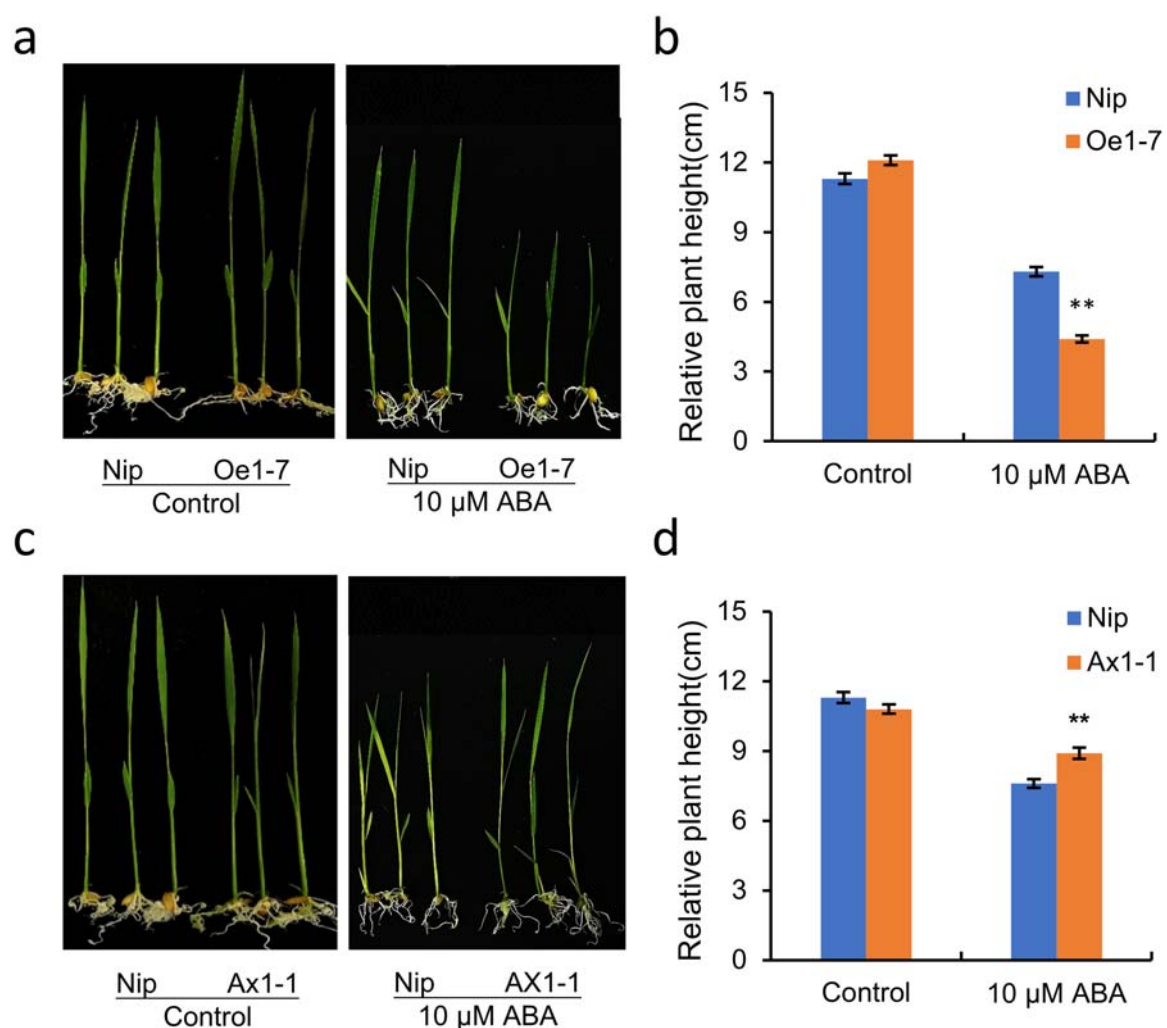 a
Nip Oe1-7
Control
Nip Oe1-7
10 µM ABA
b
Relative plant height(cm)
15
12
9
6
3
0
Nip
Oe1-7
**
Control 10 µM ABA
c
Nip Ax1-1
Control
Nip AX1-1
10 µM ABA
d
Relative plant height(cm)
15
12
9
6
3
0
Nip
Ax1-1
**
Control 10 µM ABA